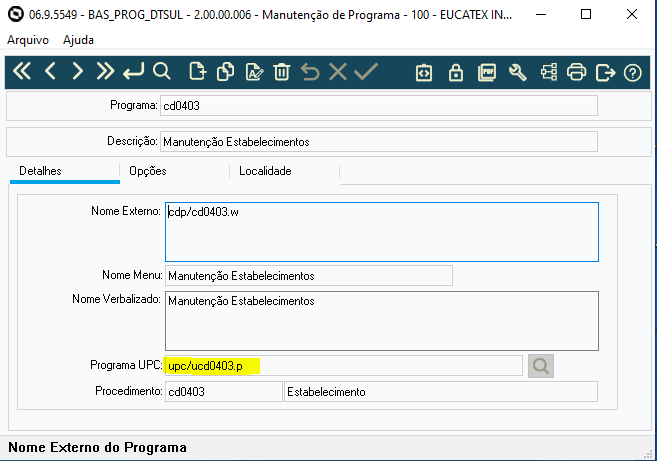 06.9.5549 - BAS_PROG_DTSUL - 2.00.00.006 - Manutenção de Programa - 100 - EUCATEX IN...
Arquivo Ajuda
PDF
Programa: cd0403
Descrição: Manutenção Estabelecimentos
Detalhes Opções Localidade
Nome Externo: cdp/cd0403.w
Nome Menu: Manutenção Estabelecimentos
Nome Verbalizado: Manutenção Estabelecimentos
Programa UPC: upc/ucd0403.p
Procedimento: cd0403 Estabelecimento
Nome Externo do Programa